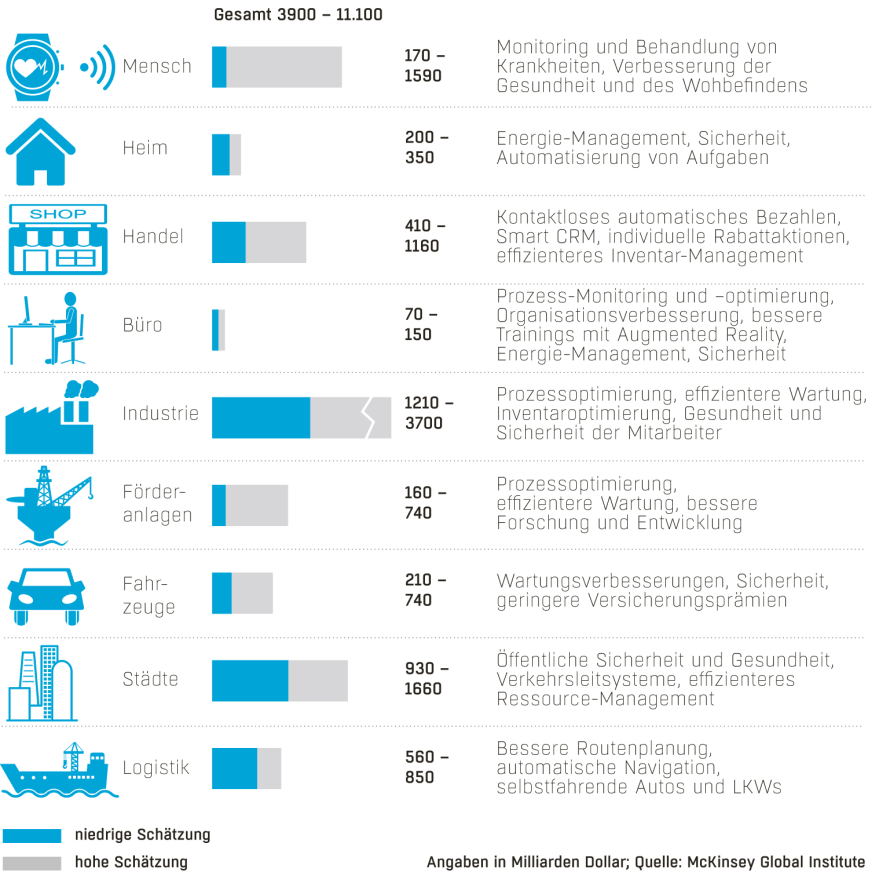 Gesamt 3900 – 11.100
Mensch
170 –
1590
Monitoring und Behandlung von
Krankheiten, Verbesserung der
Gesundheit und des Wohbefindens
Heim
200 –
350
Energie-Management, Sicherheit,
Automatisierung von Aufgaben
SHOP
Handel
410 –
1160
Kontaktloses automatisches Bezahlen,
Smart CRM, individuelle Rabattaktionen,
effizienteres Inventar-Management
Büro
70 –
150
Prozess-Monitoring und –optimierung,
Organisationsverbesserung, bessere
Trainings mit Augmented Reality,
Energie-Management, Sicherheit
Industrie
1210 –
3700
Prozessoptimierung, effizientere Wartung,
Inventaroptimierung, Gesundheit und
Sicherheit der Mitarbeiter
Förder-
anlagen
160 –
740
Prozessoptimierung,
effizientere Wartung, bessere
Forschung und Entwicklung
Fahr-
zeuge
210 –
740
Wartungsverbesserungen, Sicherheit,
geringere Versicherungsprämien
Städte
930 –
1660
Öffentliche Sicherheit und Gesundheit,
Verkehrsleitsysteme, effizienteres
Ressource-Management
Logistik
560 –
850
Bessere Routenplanung,
automatische Navigation,
selbstfahrende Autos und LKWs
niedrige Schätzung
hohe Schätzung
Angaben in Milliarden Dollar; Quelle: McKinsey Global Institute